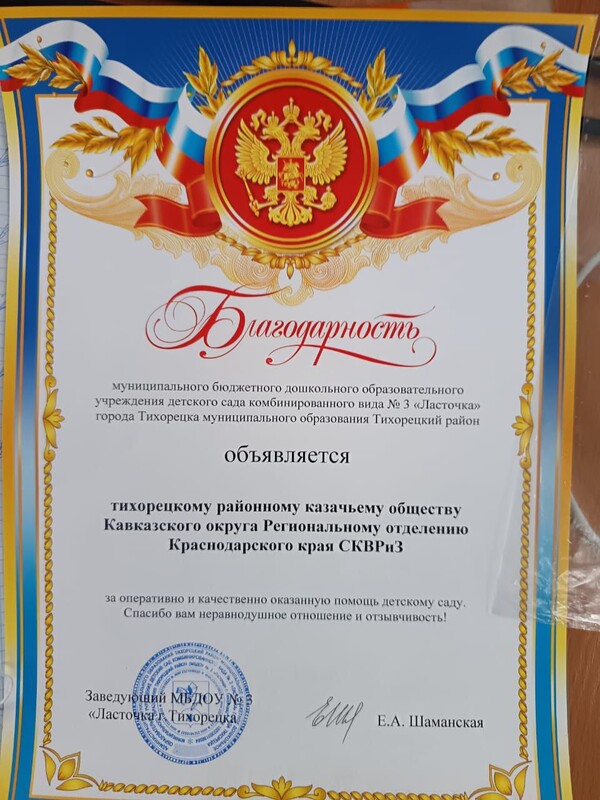 Благодарность
муниципального бюджетного дошкольного образовательного
учреждения детского сада комбинированного вида № 3 «Ласточка»
города Тихорецка муниципального образования Тихорецкий район
объявляется
тихорецкому районному казачьему обществу
Кавказского округа Региональному отделению
Краснодарского края СКВРиЗ
за оперативно и качественно оказанную помощь детскому саду.
Спасибо вам неравнодушное отношение и отзывчивость!
Заведующий МБДОУ № 3
«Ласточка г.Тихорецка
Е.А. Шаманская